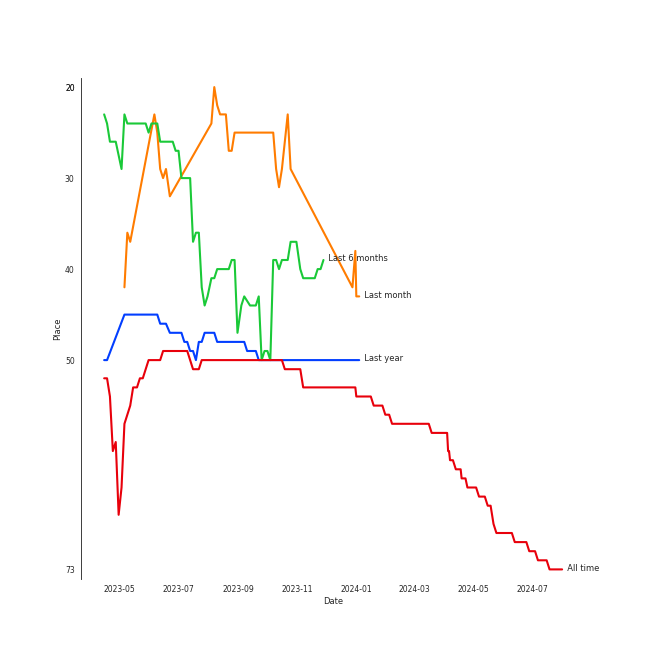 20
30
40
50
73
Place
Last 6 months
Last month
Last year
All time
2023-05 2023-07 2023-09 2023-11 2024-01 2024-03 2024-05 2024-07
Date